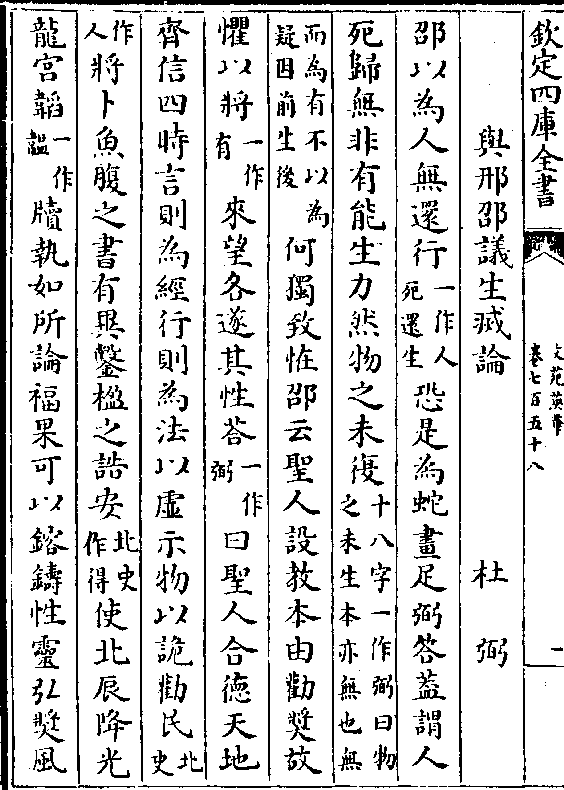 欽定四庫全書
文苑英華
卷七百五十八
一
與邢邵議生滅論　杜弼
邵以為人無還行一作人死還生恐是為蛇畫足弼答蓋謂人
死歸無非有能生力然物之未復十八字一作弼曰物之未生本亦無也無
而為有不以為疑因前生後何獨致恠邵云聖人設教本由勸奬故
懼以將一作有來望各遂其性荅一作弼曰聖人合德天地
齊信四時言則為經行則為法以虛示物以詭勸民北史
作人將卜魚腹之書有異鑿楹之誥安北史作得使北辰降光
龍宮韜一作韞牘執如所論福果可以鎔鑄性靈弘奬風